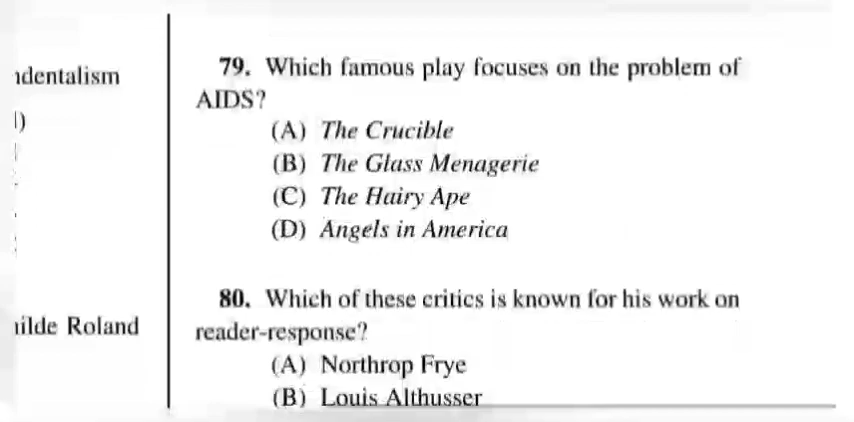 dentalism
)
ilde Roland
79. Which famous play focuses on the problem of
AIDS?
(A) The Crucible
(B) The Glass Menagerie
(C) The Hairy Ape
(D) Angels in America
80. Which of these critics is known for his work on
reader-response?
(A) Northrop Frye
(B) Louis Althusser